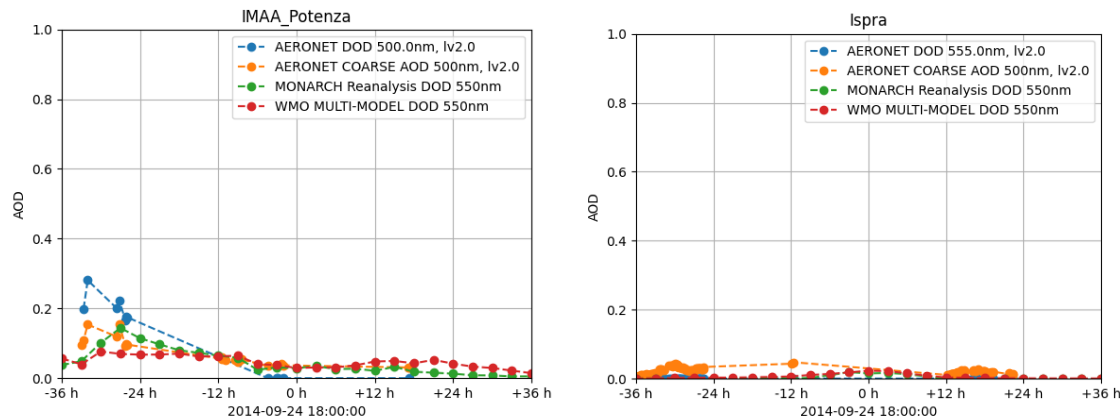 IMAA_Potenza
1.0
0.8
0.6
0.4
0.2
0.0
AOD
AERONET DOD 500.0nm, lv2.0
AERONET COARSE AOD 500nm, lv2.0
MONARCH Reanalysis DOD 550nm
WMO MULTI-MODEL DOD 550nm
-36 h -24 h -12 h 0 h +12 h +24 h +36 h
2014-09-24 18:00:00
Ispra
1.0
0.8
0.6
0.4
0.2
0.0
AOD
AERONET DOD 555.0nm, lv2.0
AERONET COARSE AOD 500nm, lv2.0
MONARCH Reanalysis DOD 550nm
WMO MULTI-MODEL DOD 550nm
-36 h -24 h -12 h 0 h +12 h +24 h +36 h
2014-09-24 18:00:00